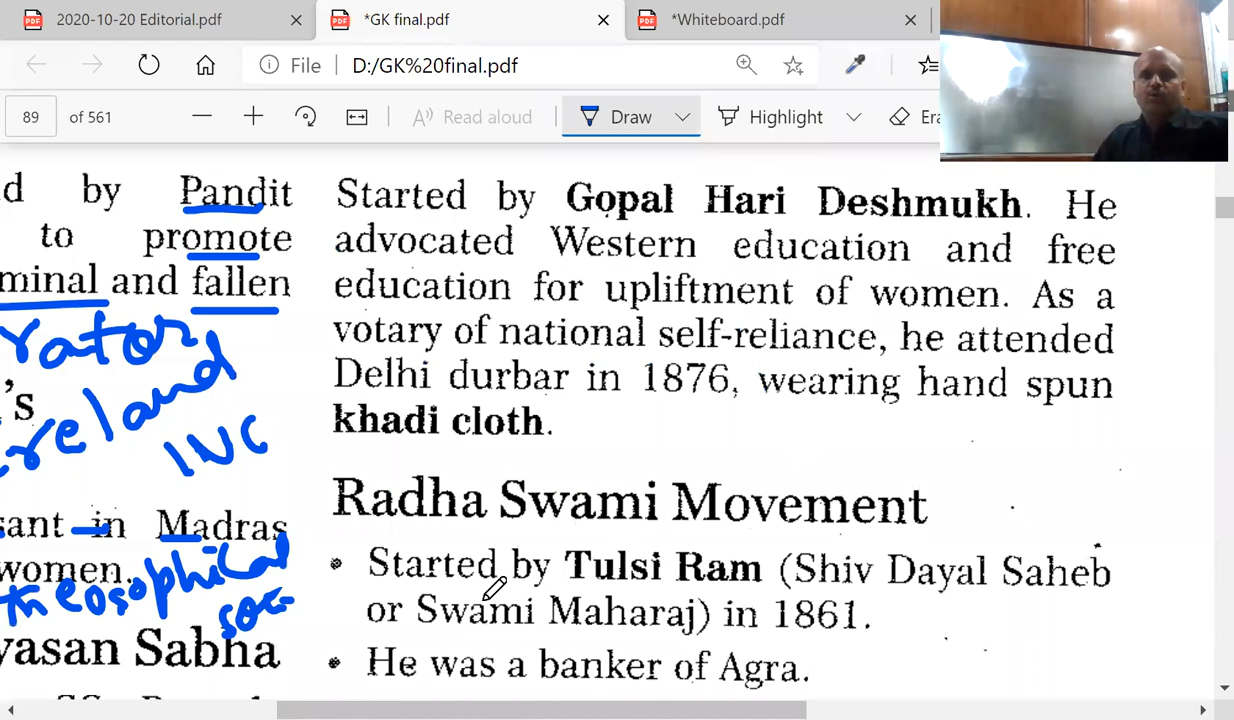 2020-10-20 Editorial.pdf
*GK final.pdf
*Whiteboard.pdf
File
D:/GK%20final.pdf
89 of 561
Read aloud
Draw
Highlight
Era
d by Pandit
to promote
minal and fallen
rator
reland
's
INC
sant in Madras
women.
theosophical
soc
yasan Sabha
Started by Gopal Hari Deshmukh. He
advocated Western education and free
education for upliftment of women. As a
votary of national self-reliance, he attended
Delhi durbar in 1876, wearing hand spun
khadi cloth.
Radha Swami Movement
• Started by Tulsi Ram (Shiv Dayal Saheb
or Swami Maharaj) in 1861.
• He was a banker of Agra.